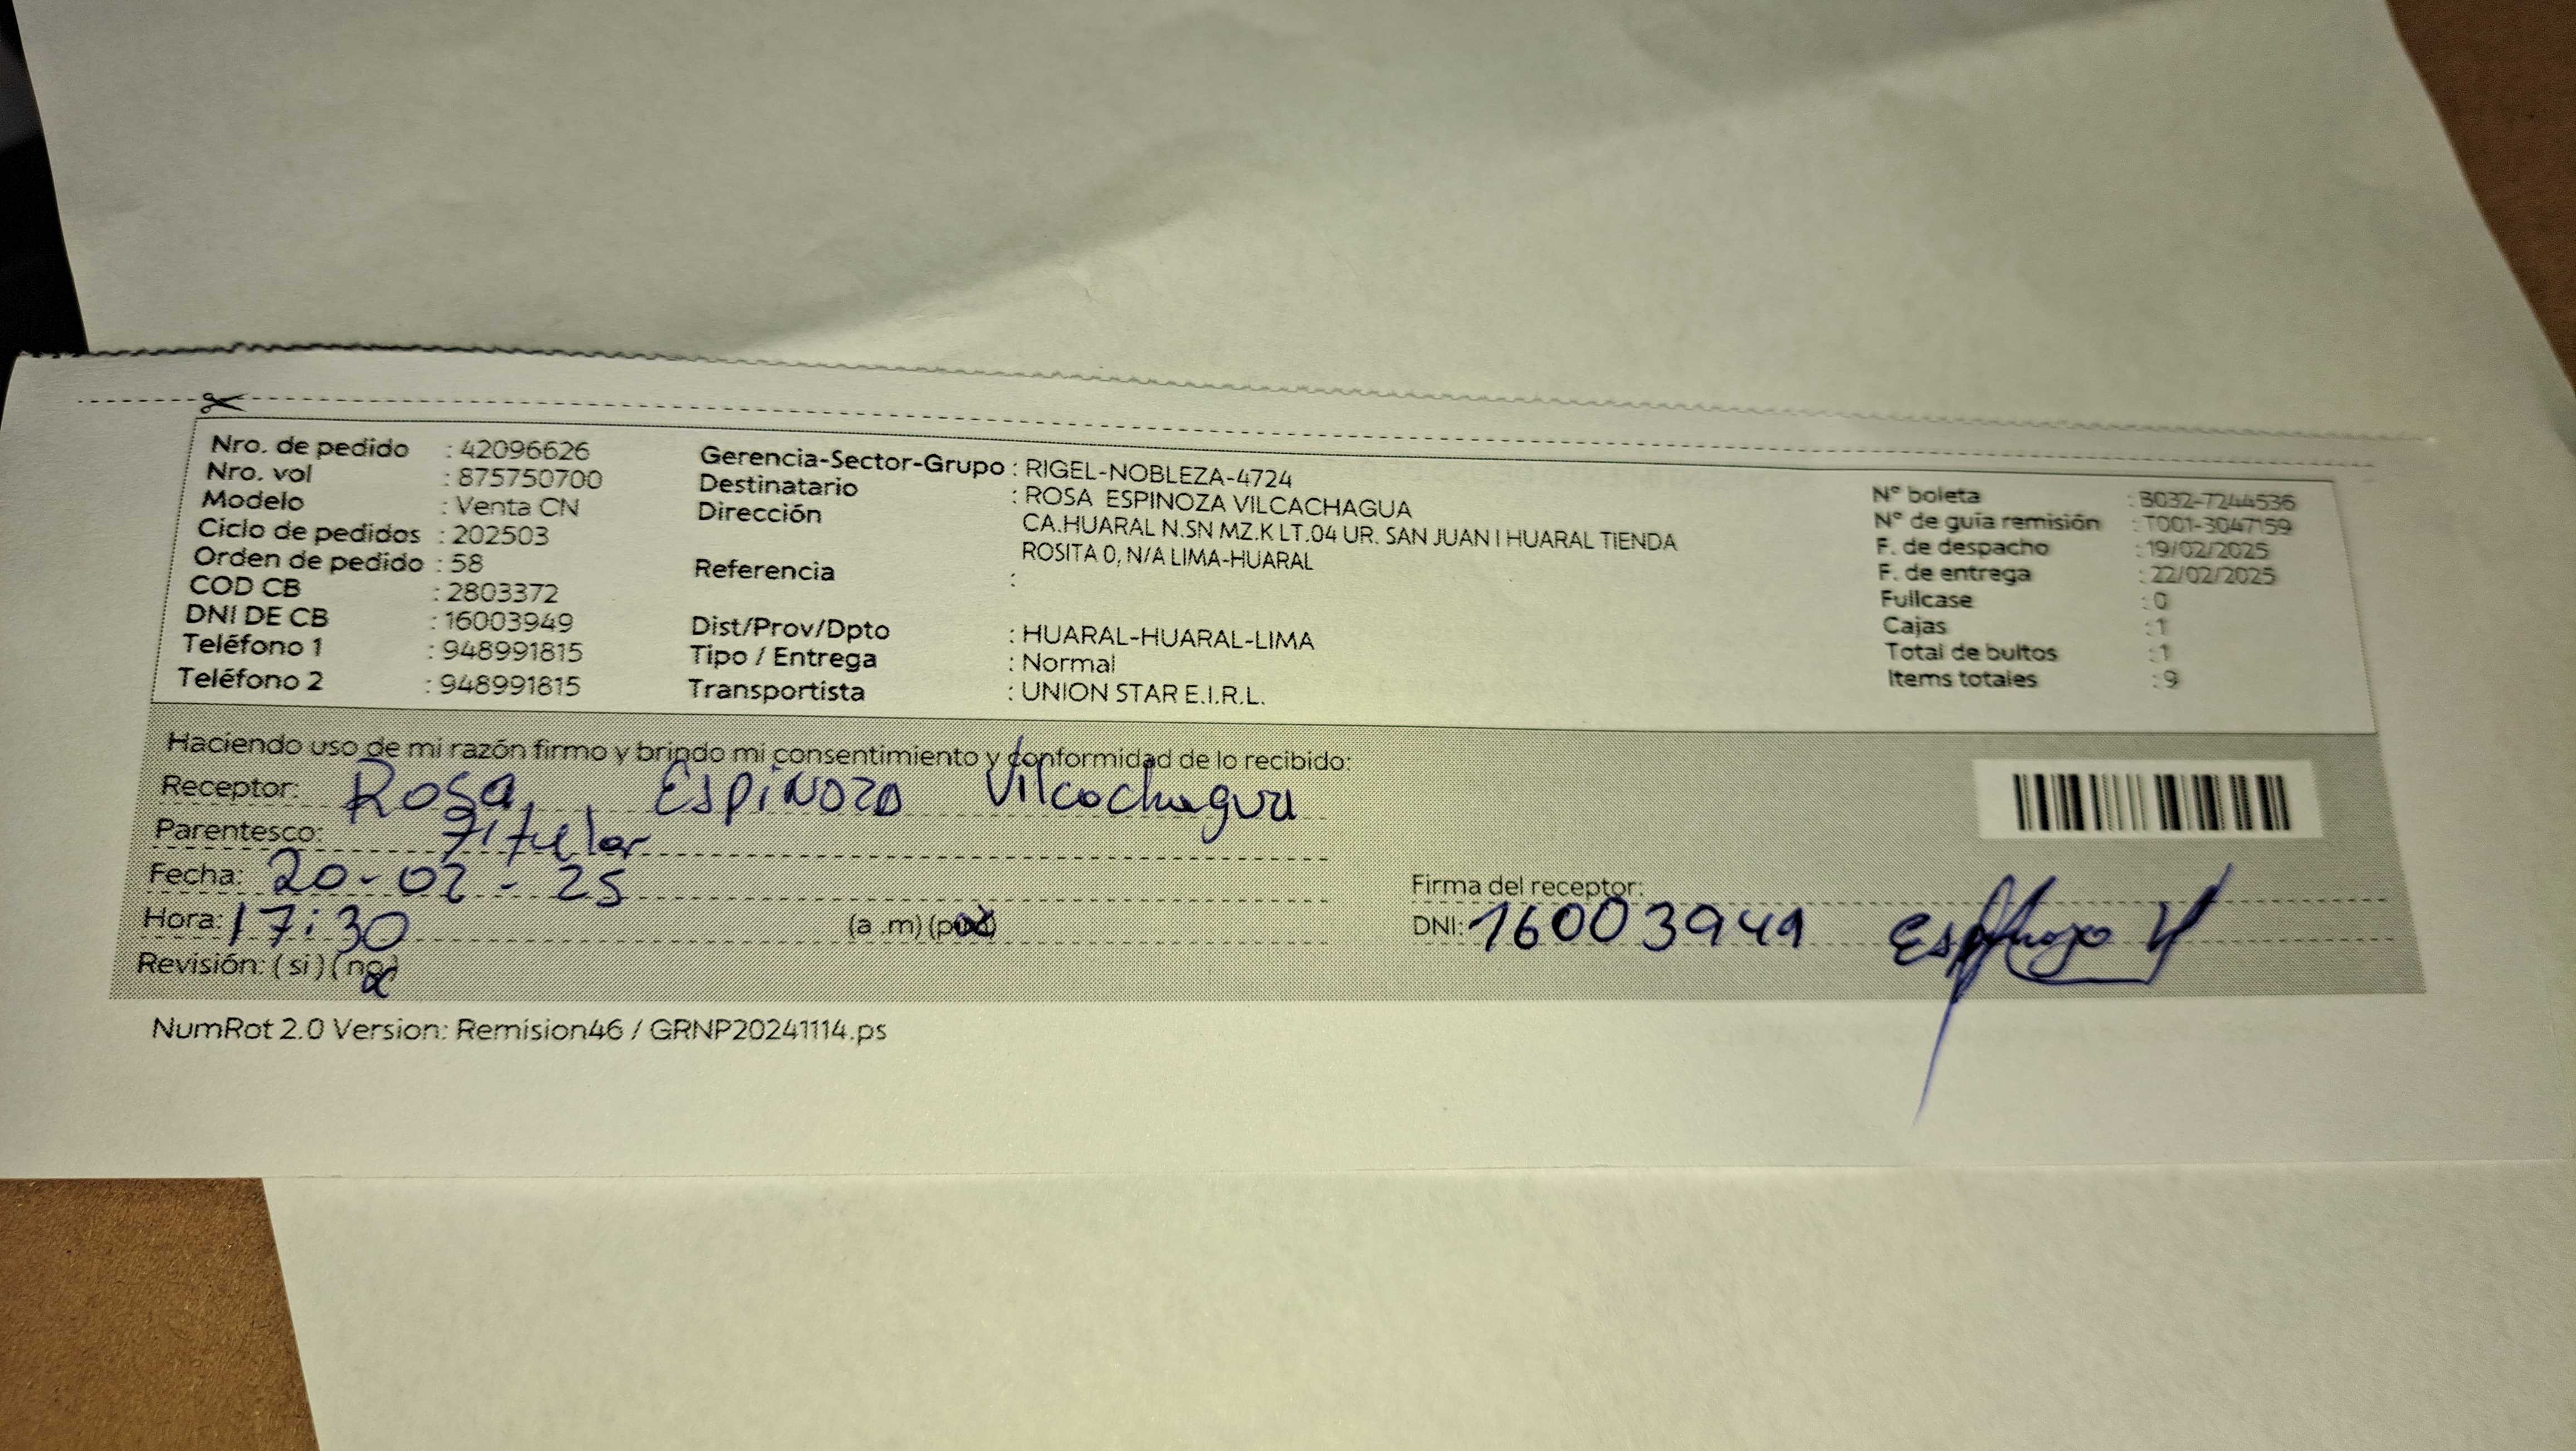 Nro. de pedido : 42096626
Nro. vol : 875750700
Modelo : Venta CN
Ciclo de pedidos : 202503
Orden de pedido : 58
COD CB : 2803372
DNI DE CB : 16003949
Teléfono 1 : 948991815
Teléfono 2 : 948991815
Gerencia-Sector-Grupo : RIGEL-NOBLEZA-4724
Destinatario : ROSA ESPINOZA VILCACHAGUA
Dirección CA.HUARAL N.SN MZ.K LT.04 UR. SAN JUAN I HUARAL TIENDA
ROSITA 0, N/A LIMA-HUARAL
Referencia :
Dist/Prov/Dpto : HUARAL-HUARAL-LIMA
Tipo / Entrega : Normal
Transportista : UNION STAR E.I.R.L.
N° boleta : B032-7244536
N° de guía remisión : T001-3047159
F. de despacho : 19/02/2025
F. de entrega : 22/02/2025
Fullcase : 0
Cajas : 1
Total de bultos : 1
Items totales : 9
Haciendo uso de mi razón firmo y brindo mi consentimiento y conformidad de lo recibido:
Receptor: Rosa Espinoza Vilcachagua
Parentesco: Titular
Fecha: 20-02-25
Hora: 17:30 (a .m) (p.m)
Revisión: ( si ) ( no )
Firma del receptor:
DNI: 16003949 Espinoza V
NumRot 2.0 Version: Remision46 / GRNP20241114.ps